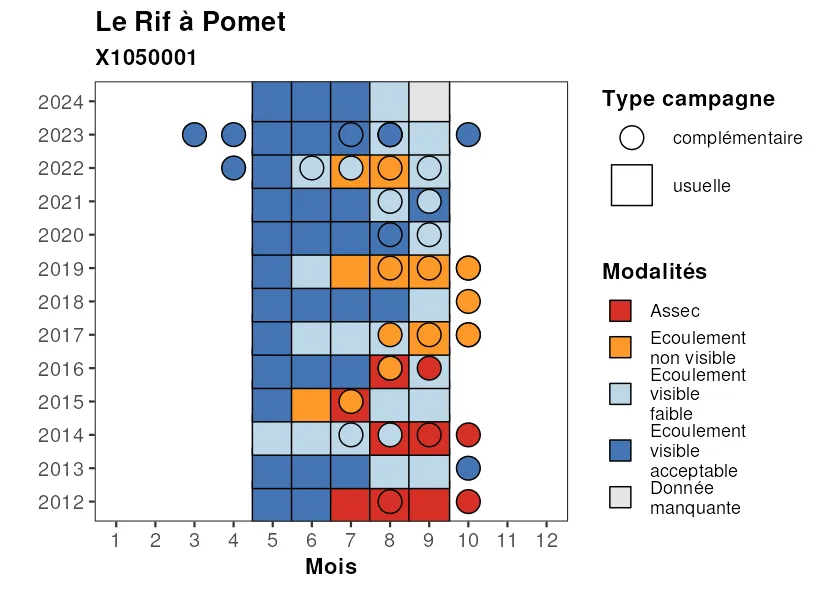 Le Rif à Pomet
X1050001
2024
2023
2022
2021
2020
2019
2018
2017
2016
2015
2014
2013
2012
1 2 3 4 5 6 7 8 9 10 11 12
Mois
Type campagne
complémentaire
usuelle
Modalités
Assec
Ecoulement
non visible
Ecoulement
visible
faible
Ecoulement
visible
acceptable
Donnée
manquante